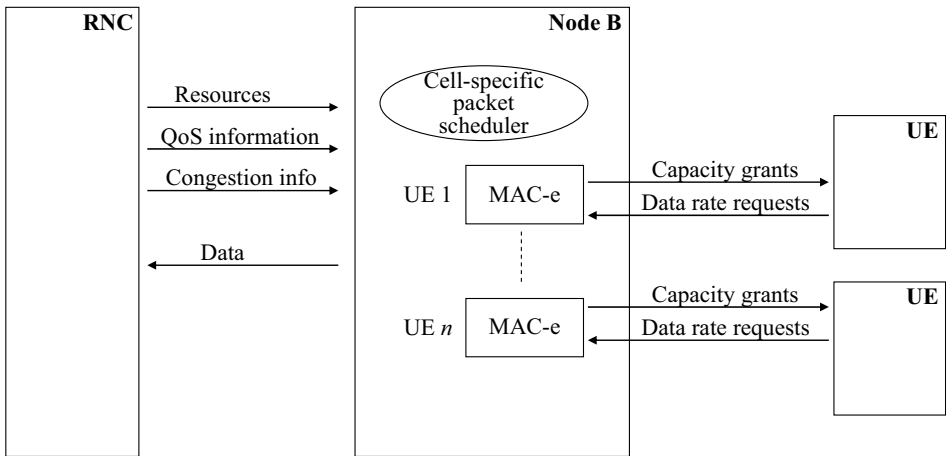 RNC
Node B
Cell-specific
packet
scheduler
Resources
QoS information
Congestion info
Data
UE 1
MAC-e
Capacity grants
Data rate requests
UE
UE n
MAC-e
Capacity grants
Data rate requests
UE